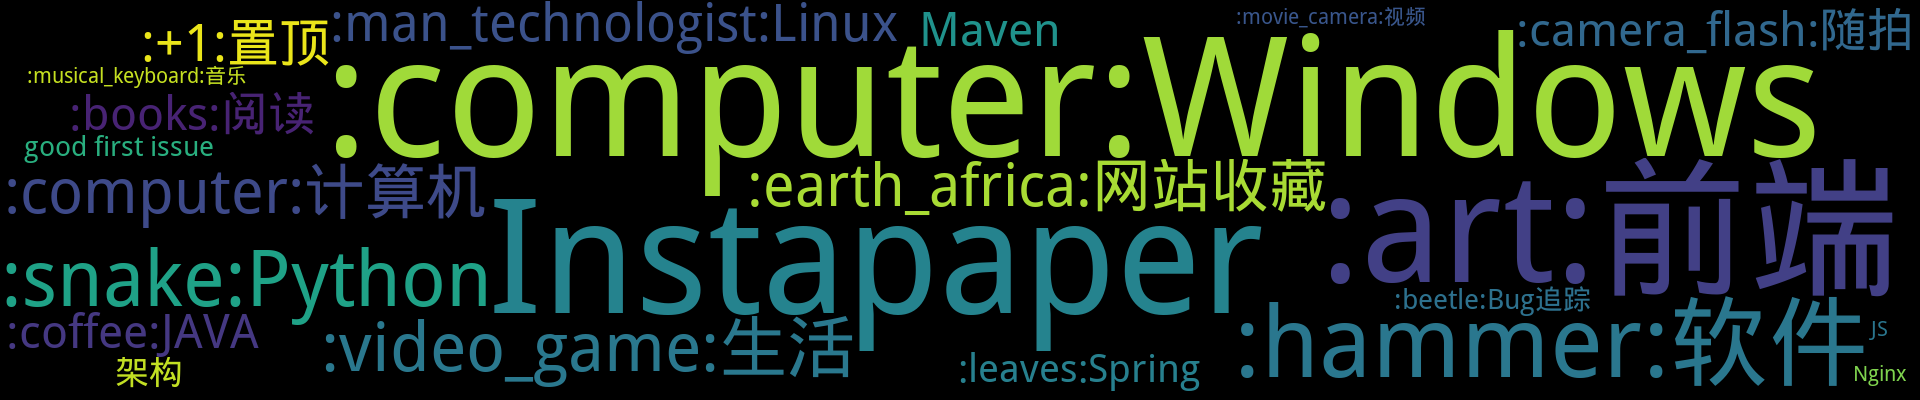 :+1:置顶
:man_technologist:Linux
Maven
:movie_camera:视频
:camera_flash:随拍
:musical_keyboard:音乐
:computer:Windows
:books:阅读
good first issue
:computer:计算机
:earth_africa:网站收藏
:art:前端
:snake:Python
Instapaper
:beetle:Bug追踪
:coffee:JAVA
:video_game:生活
:hammer:软件
JS
架构
:leaves:Spring
Nginx